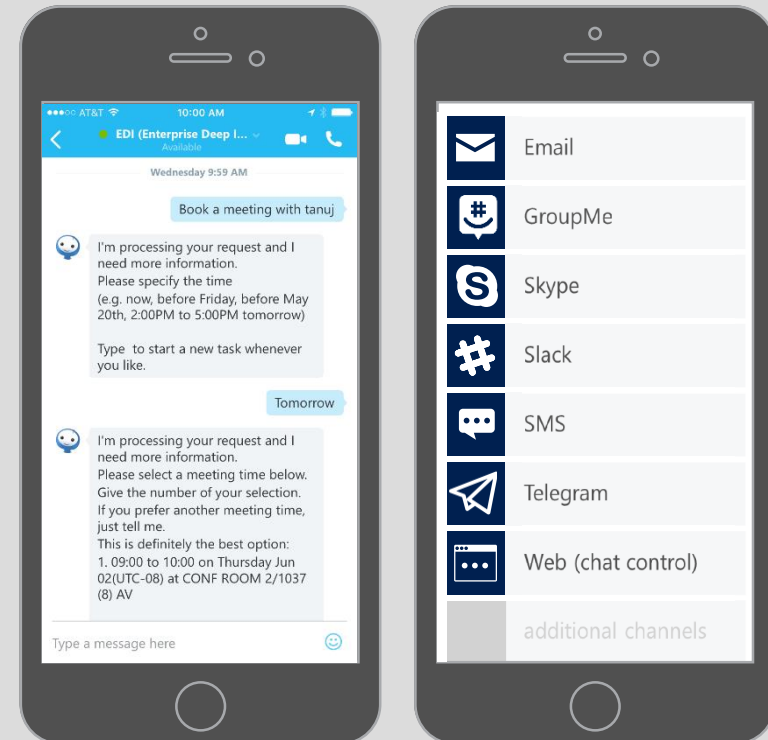 AT&T
10:00 AM
EDI (Enterprise Deep I...
Available
Wednesday 9:59 AM
Book a meeting with tanuj
I'm processing your request and I
need more information.
Please specify the time
(e.g. now, before Friday, before May
20th, 2:00PM to 5:00PM tomorrow)
Type  to start a new task whenever
you like.
Tomorrow
I'm processing your request and I
need more information.
Please select a meeting time below.
Give the number of your selection.
If you prefer another meeting time,
just tell me.
This is definitely the best option:
1. 09:00 to 10:00 on Thursday Jun
02(UTC-08) at CONF ROOM 2/1037
(8) AV
Type a message here
Email
GroupMe
Skype
Slack
SMS
Telegram
Web (chat control)
additional channels